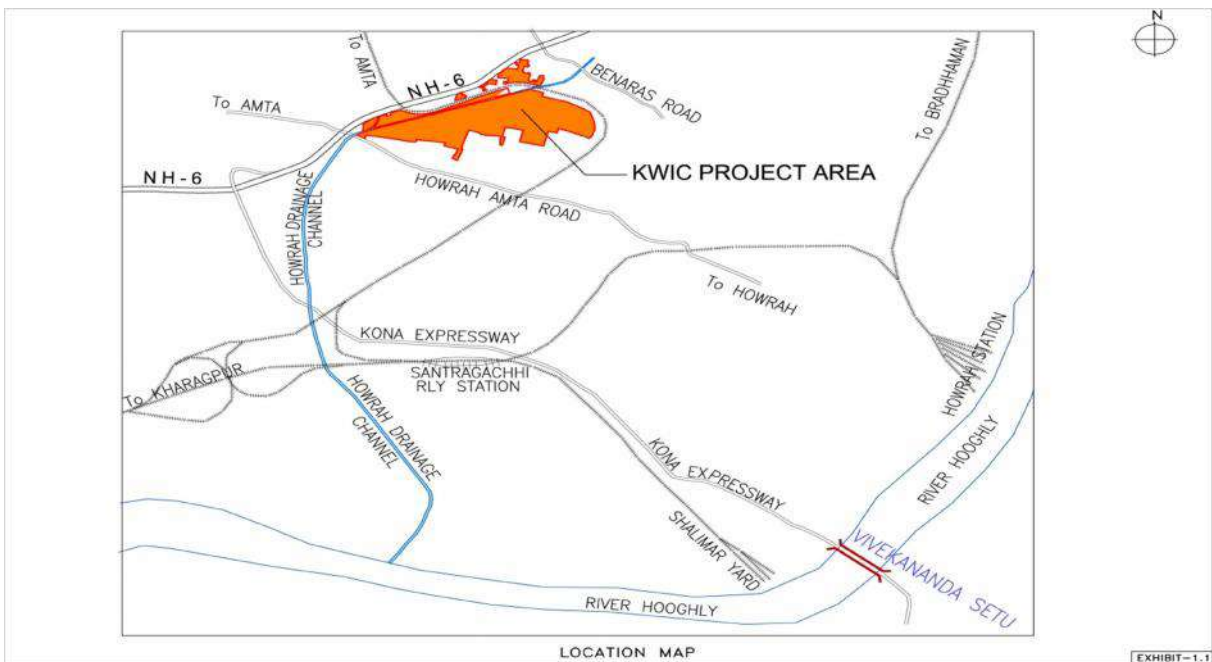 N
To AMTA
NH-6
BENARAS ROAD
To BRADHHAMAN
To AMTA
KWIC PROJECT AREA
NH-6
HOWRAH AMTA ROAD
HOWRAH DRAINAGE
CHANNEL
To HOWRAH
KONA EXPRESSWAY
HOWRAH STATION
SANTRAGACHHI
RLY STATION
To KHARAGPUR
HOWRAH DRAINAGE
CHANNEL
KONA EXPRESSWAY
RIVER HOOGHLY
SHALIMAR YARD
VIVEKANANDA SETU
RIVER HOOGHLY
LOCATION MAP
EXHIBIT-1.1